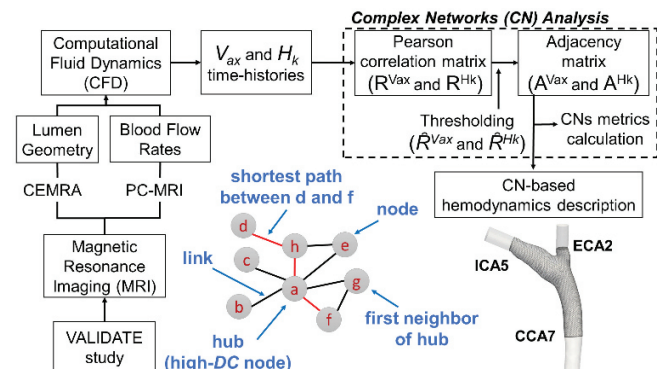 Complex Networks (CN) Analysis
Computational
Fluid Dynamics
(CFD)
Vax and Hk
time-histories
Pearson
correlation matrix
(R^Vax and R^Hk)
Adjacency
matrix
(A^Vax and A^Hk)
Thresholding
(R̂^Vax and R̂^Hk)
CNs metrics
calculation
CN-based
hemodynamics description
Lumen
Geometry
Blood Flow
Rates
CEMRA
PC-MRI
Magnetic
Resonance
Imaging (MRI)
VALIDATE
study
shortest path
between d and f
node
link
hub
(high-DC node)
first neighbor
of hub
d
h
e
c
a
g
b
f
ICA5
ECA2
CCA7